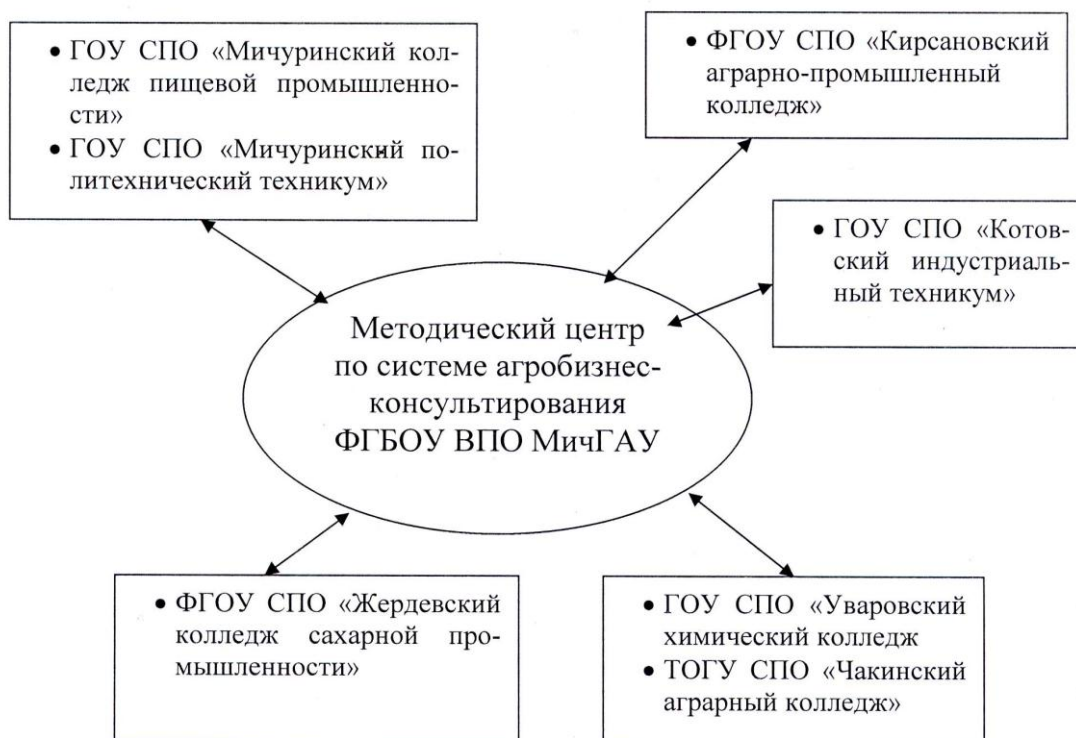 • ГОУ СПО «Мичуринский кол-
ледж пищевой промышленно-
сти»
• ГОУ СПО «Мичуринский по-
литехнический техникум»
• ФГОУ СПО «Кирсановский
аграрно-промышленный
колледж»
• ГОУ СПО «Котов-
ский индустриаль-
ный техникум»
Методический центр
по системе агробизнес-
консультирования
ФГБОУ ВПО МичГАУ
• ФГОУ СПО «Жердевский
колледж сахарной про-
мышленности»
• ГОУ СПО «Уваровский
химический колледж
• ТОГУ СПО «Чакинский
аграрный колледж»